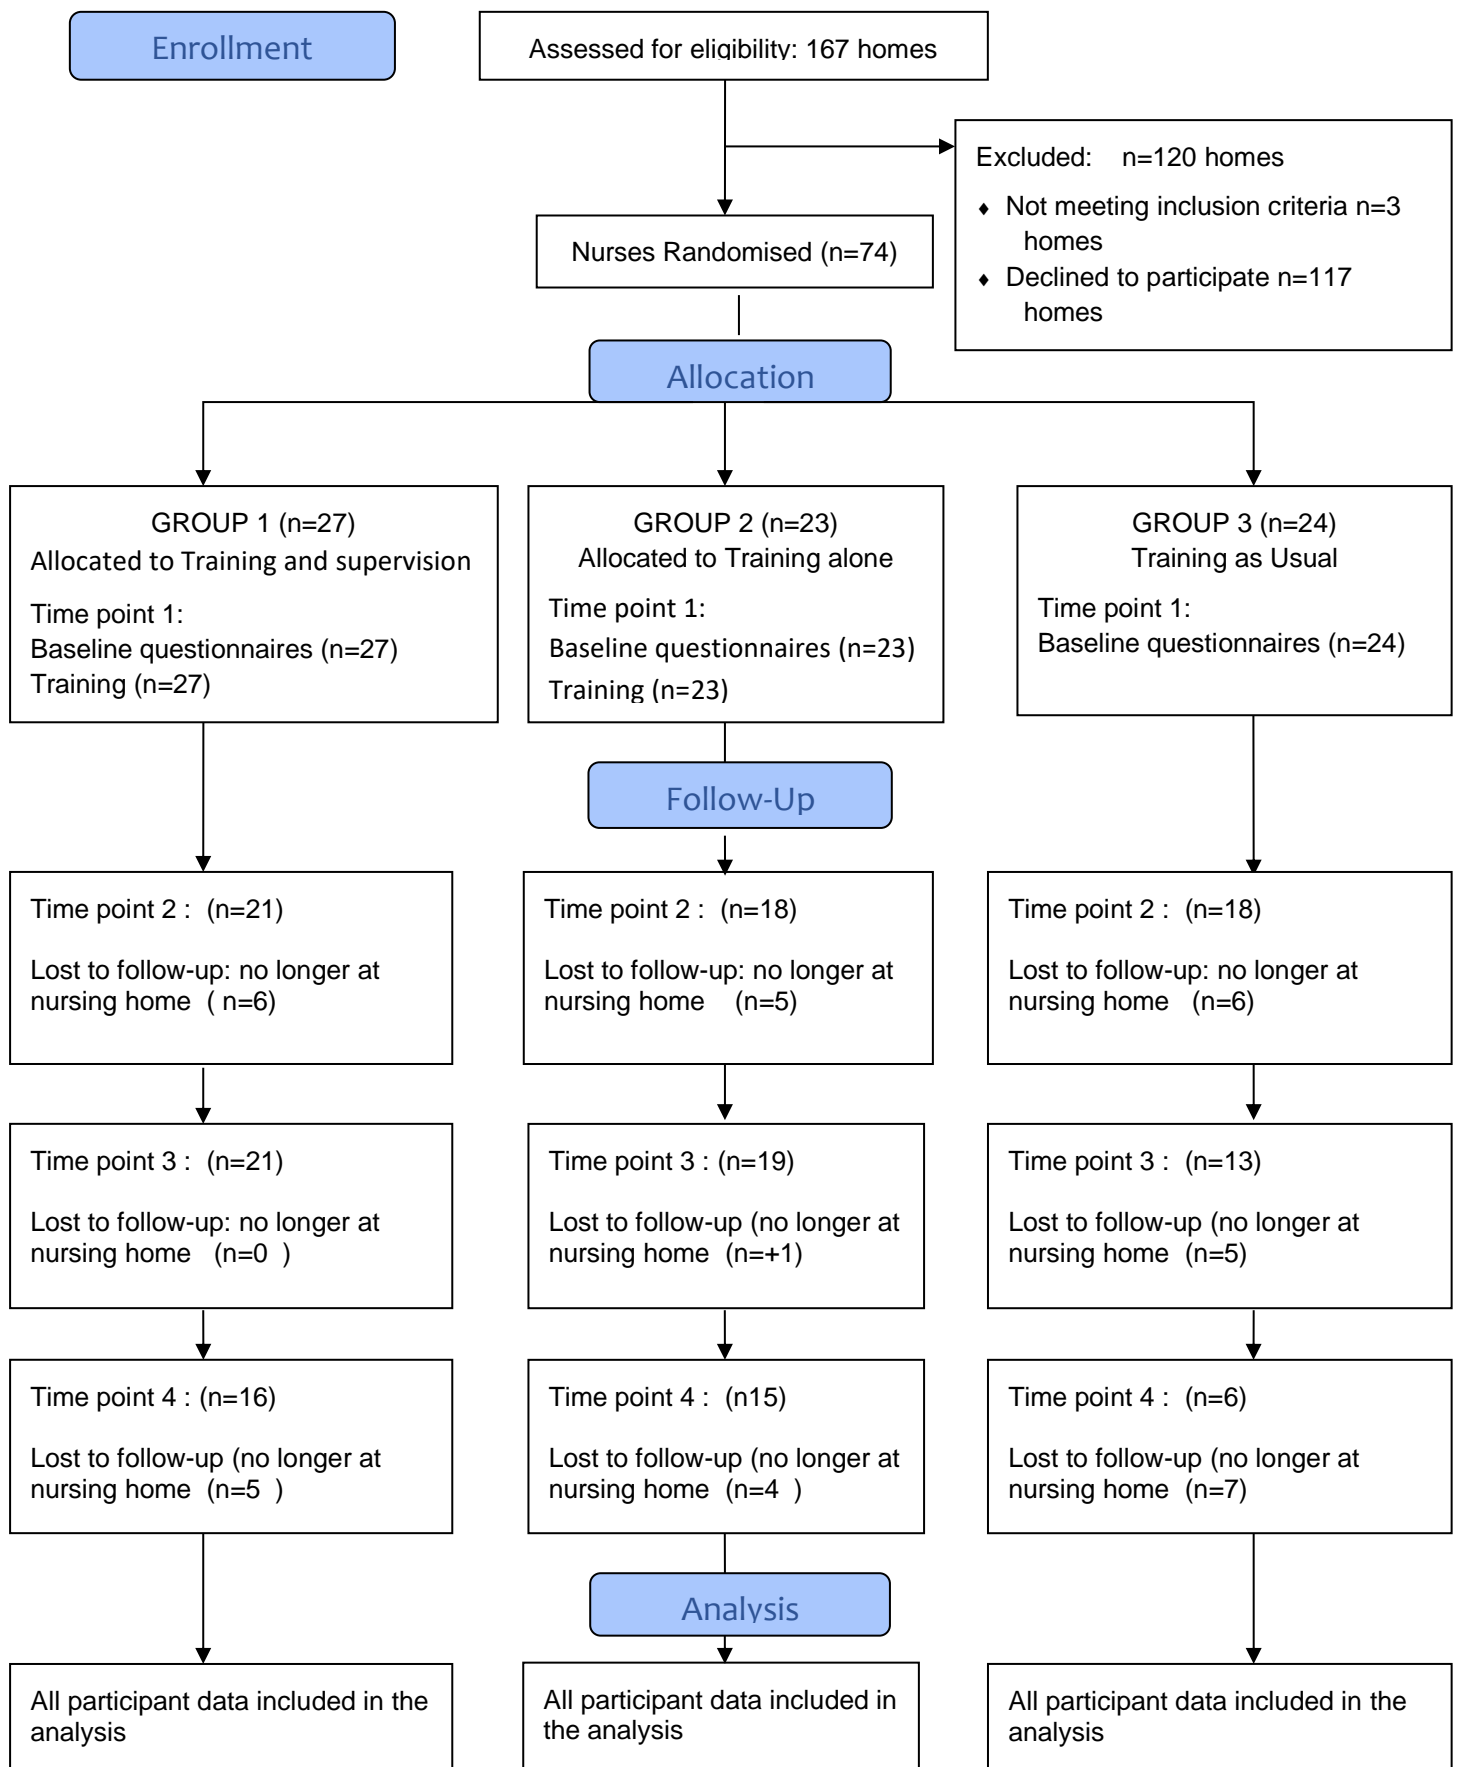 Enrollment
Assessed for eligibility: 167 homes
Excluded: n=120 homes
♦ Not meeting inclusion criteria n=3
homes
♦ Declined to participate n=117
homes
Nurses Randomised (n=74)
Allocation
GROUP 1 (n=27)
Allocated to Training and supervision
Time point 1:
Baseline questionnaires (n=27)
Training (n=27)
GROUP 2 (n=23)
Allocated to Training alone
Time point 1:
Baseline questionnaires (n=23)
Training (n=23)
GROUP 3 (n=24)
Training as Usual
Time point 1:
Baseline questionnaires (n=24)
Follow-Up
Time point 2 : (n=21)
Lost to follow-up: no longer at
nursing home ( n=6)
Time point 2 : (n=18)
Lost to follow-up: no longer at
nursing home (n=5)
Time point 2 : (n=18)
Lost to follow-up: no longer at
nursing home (n=6)
Time point 3 : (n=21)
Lost to follow-up: no longer at
nursing home (n=0 )
Time point 3 : (n=19)
Lost to follow-up (no longer at
nursing home (n=+1)
Time point 3 : (n=13)
Lost to follow-up (no longer at
nursing home (n=5)
Time point 4 : (n=16)
Lost to follow-up (no longer at
nursing home (n=5 )
Time point 4 : (n15)
Lost to follow-up (no longer at
nursing home (n=4 )
Time point 4 : (n=6)
Lost to follow-up (no longer at
nursing home (n=7)
Analysis
All participant data included in the
analysis
All participant data included in
the analysis
All participant data included in the
analysis